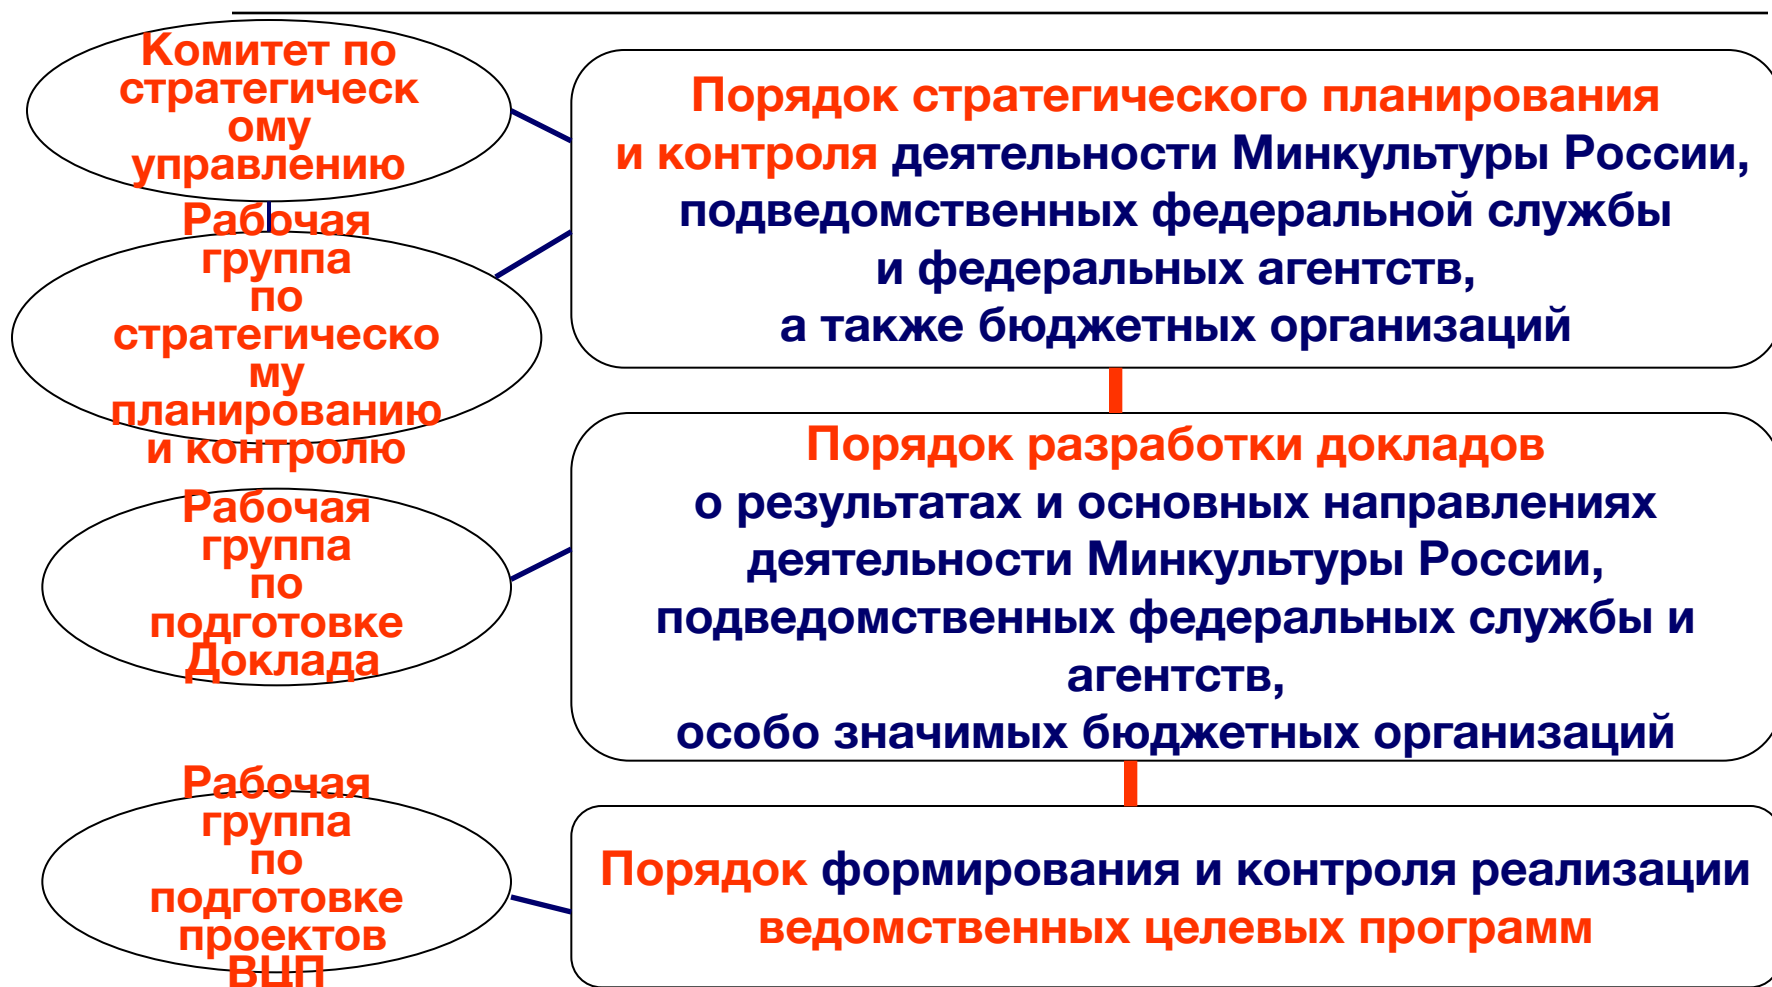 Комитет по
стратегическ
ому
управлению
Порядок стратегического планирования
и контроля деятельности Минкультуры России,
подведомственных федеральной службы
и федеральных агентств,
а также бюджетных организаций
Рабочая
группа
по
стратегическо
му
планированию
и контролю
Порядок разработки докладов
о результатах и основных направлениях
деятельности Минкультуры России,
подведомственных федеральных службы и
агентств,
особо значимых бюджетных организаций
Рабочая
группа
по
подготовке
Доклада
Рабочая
группа
по
подготовке
проектов
ВЦП
Порядок формирования и контроля реализации
ведомственных целевых программ